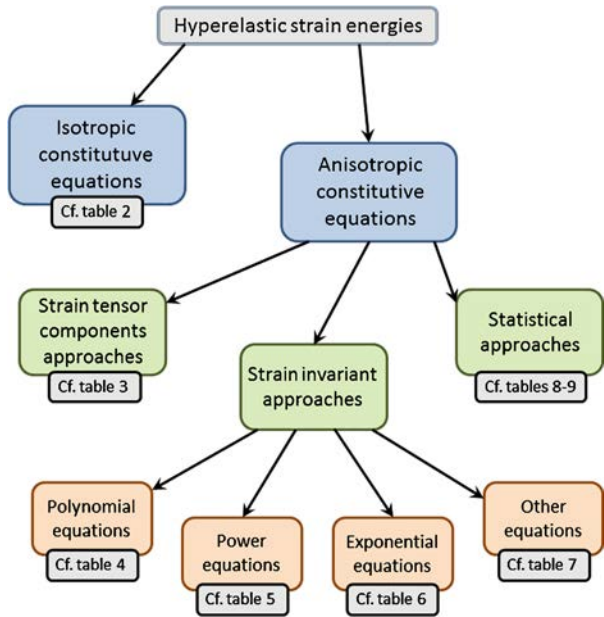 Hyperelastic strain energies
Isotropic
constitutuve
equations
Cf. table 2
Anisotropic
constitutive
equations
Strain tensor
components
approaches
Cf. table 3
Strain invariant
approaches
Statistical
approaches
Cf. tables 8-9
Polynomial
equations
Cf. table 4
Power
equations
Cf. table 5
Exponential
equations
Cf. table 6
Other
equations
Cf. table 7